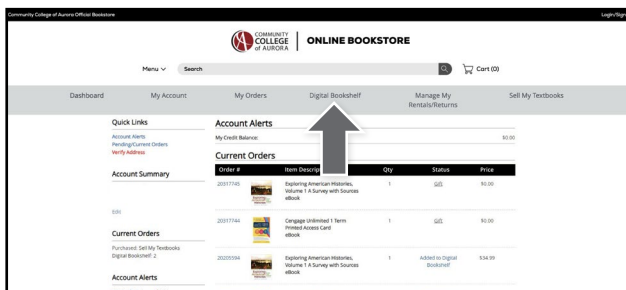 Community College of Aurora Official Bookstore
Login/Sign
COMMUNITY
COLLEGE
of AURORA
ONLINE BOOKSTORE
Menu
Search
Cart (0)
Dashboard
My Account
My Orders
Digital Bookshelf
Manage My
Rentals/Returns
Sell My Textbooks
Quick Links
Account Alerts
Pending/Current Orders
Verify Address
Account Summary
Edit
Current Orders
Purchased: Sell My Textbooks
Digital Bookshelf: 2
Account Alerts
Account Alerts
My Credit Balance: $0.00
Current Orders
Order # Item Descript Qty Status Price
20317745 Exploring American Histories, 1 Gift $0.00
Volume 1 A Survey with Sources
eBook
20317744 Cengage Unlimited 1 Term 1 Gift $0.00
Printed Access Card
eBook
20205594 Exploring American Histories, 1 Added to Digital $34.99
Volume 1 A Survey with Sources Bookshelf
eBook